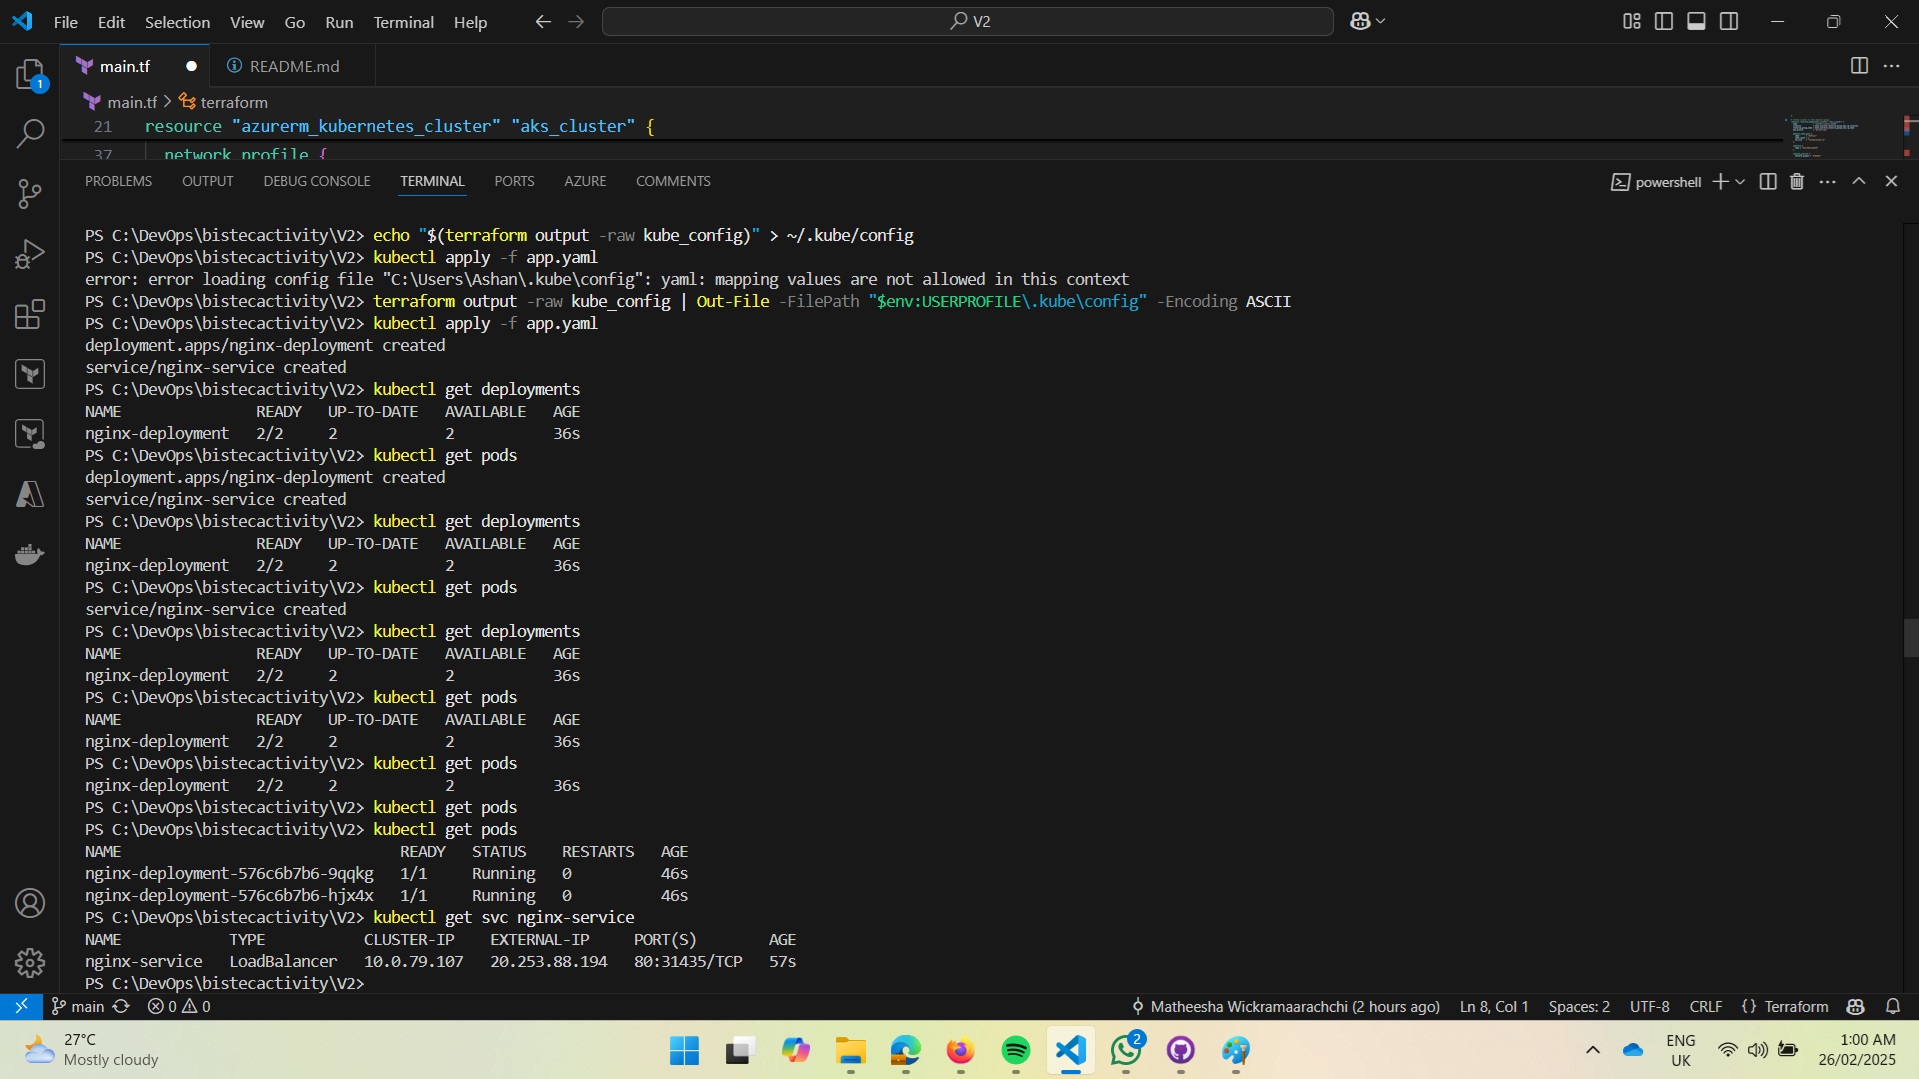 File Edit Selection View Go Run Terminal Help V2
1
main.tf README.md
main.tf > terraform
21 resource "azurerm_kubernetes_cluster" "aks_cluster" {
37 network_profile {
PROBLEMS OUTPUT DEBUG CONSOLE TERMINAL PORTS AZURE COMMENTS powershell
PS C:\DevOps\bistecactivity\V2> echo "$(terraform output -raw kube_config)" > ~/.kube/config
PS C:\DevOps\bistecactivity\V2> kubectl apply -f app.yaml
error: error loading config file "C:\Users\Ashan\.kube\config": yaml: mapping values are not allowed in this context
PS C:\DevOps\bistecactivity\V2> terraform output -raw kube_config | Out-File -FilePath "$env:USERPROFILE\.kube\config" -Encoding ASCII
PS C:\DevOps\bistecactivity\V2> kubectl apply -f app.yaml
deployment.apps/nginx-deployment created
service/nginx-service created
PS C:\DevOps\bistecactivity\V2> kubectl get deployments
NAME READY UP-TO-DATE AVAILABLE AGE
nginx-deployment 2/2 2 2 36s
PS C:\DevOps\bistecactivity\V2> kubectl get pods
deployment.apps/nginx-deployment created
service/nginx-service created
PS C:\DevOps\bistecactivity\V2> kubectl get deployments
NAME READY UP-TO-DATE AVAILABLE AGE
nginx-deployment 2/2 2 2 36s
PS C:\DevOps\bistecactivity\V2> kubectl get pods
service/nginx-service created
PS C:\DevOps\bistecactivity\V2> kubectl get deployments
NAME READY UP-TO-DATE AVAILABLE AGE
nginx-deployment 2/2 2 2 36s
PS C:\DevOps\bistecactivity\V2> kubectl get pods
NAME READY UP-TO-DATE AVAILABLE AGE
nginx-deployment 2/2 2 2 36s
PS C:\DevOps\bistecactivity\V2> kubectl get pods
nginx-deployment 2/2 2 2 36s
PS C:\DevOps\bistecactivity\V2> kubectl get pods
PS C:\DevOps\bistecactivity\V2> kubectl get pods
NAME READY STATUS RESTARTS AGE
nginx-deployment-576c6b7b6-9qqkg 1/1 Running 0 46s
nginx-deployment-576c6b7b6-hjx4x 1/1 Running 0 46s
PS C:\DevOps\bistecactivity\V2> kubectl get svc nginx-service
NAME TYPE CLUSTER-IP EXTERNAL-IP PORT(S) AGE
nginx-service LoadBalancer 10.0.79.107 20.253.88.194 80:31435/TCP 57s
PS C:\DevOps\bistecactivity\V2>
main 0 0 Matheesha Wickramaarachchi (2 hours ago) Ln 8, Col 1 Spaces: 2 UTF-8 CRLF {} Terraform
27°C
Mostly cloudy
2
ENG
UK
1:00 AM
26/02/2025